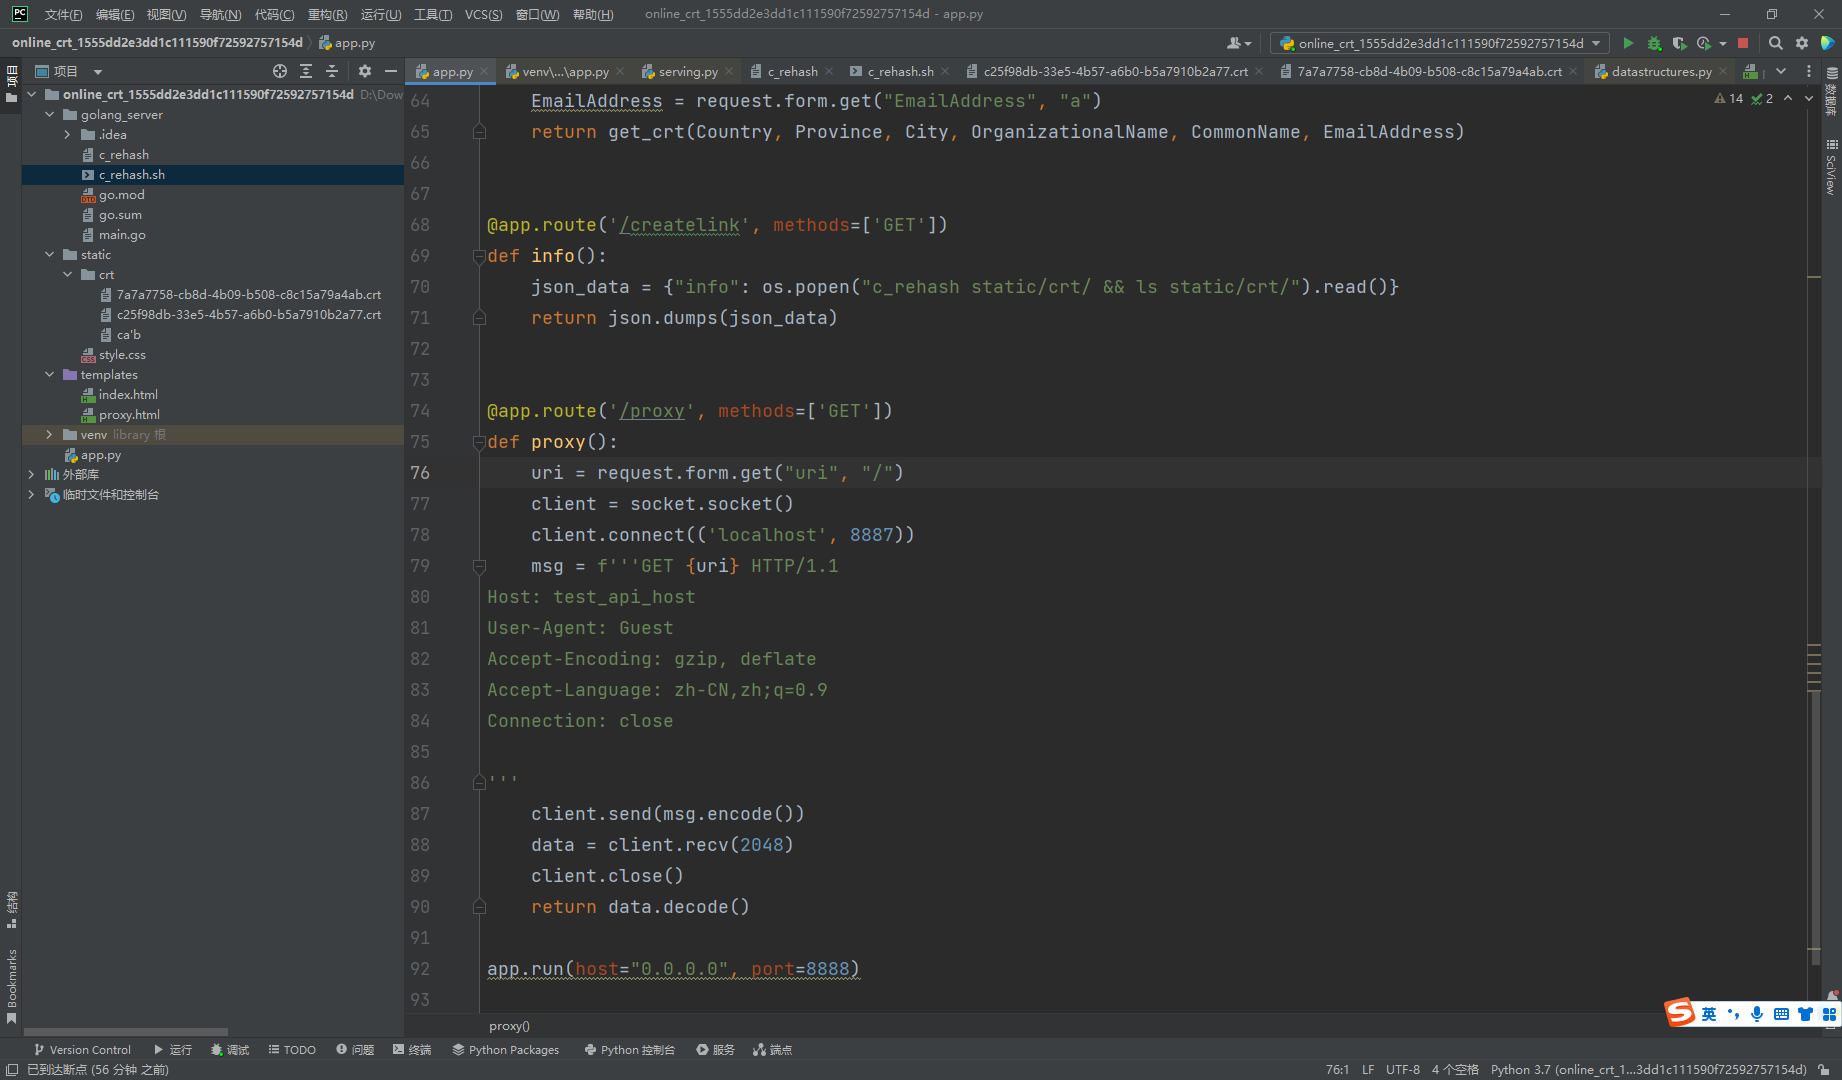 PC 文件(F) 编辑(E) 视图(V) 导航(N) 代码(C) 重构(R) 运行(U) 工具(T) VCS(S) 窗口(W) 帮助(H) online_crt_1555dd2e3dd1c111590f72592757154d - app.py
online_crt_1555dd2e3dd1c111590f72592757154d app.py
online_crt_1555dd2e3dd1c111590f72592757154d
项目
项目
app.py venv\...\app.py serving.py c_rehash c_rehash.sh c25f98db-33e5-4b57-a6b0-b5a7910b2a77.crt 7a7a7758-cb8d-4b09-b508-c8c15a79a4ab.crt datastructures.py
online_crt_1555dd2e3dd1c111590f72592757154d D:\Dow
golang_server
.idea
c_rehash
c_rehash.sh
go.mod
go.sum
main.go
static
crt
7a7a7758-cb8d-4b09-b508-c8c15a79a4ab.crt
c25f98db-33e5-4b57-a6b0-b5a7910b2a77.crt
ca'b
style.css
templates
index.html
proxy.html
venv library 根
app.py
外部库
临时文件和控制台
64 EmailAddress = request.form.get("EmailAddress", "a")
14 2
65 return get_crt(Country, Province, City, OrganizationalName, CommonName, EmailAddress)
66
67
68 @app.route('/createlink', methods=['GET'])
69 def info():
70 json_data = {"info": os.popen("c_rehash static/crt/ && ls static/crt/").read()}
71 return json.dumps(json_data)
72
73
74 @app.route('/proxy', methods=['GET'])
75 def proxy():
76 uri = request.form.get("uri", "/")
77 client = socket.socket()
78 client.connect(('localhost', 8887))
79 msg = f'''GET {uri} HTTP/1.1
80 Host: test_api_host
81 User-Agent: Guest
82 Accept-Encoding: gzip, deflate
83 Accept-Language: zh-CN,zh;q=0.9
84 Connection: close
85
86 '''
87 client.send(msg.encode())
88 data = client.recv(2048)
89 client.close()
90 return data.decode()
91
92 app.run(host="0.0.0.0", port=8888)
93
proxy()
数据库
SciView
结构
Bookmarks
S 英
Version Control 运行 调试 TODO 问题 终端 Python Packages Python 控制台 服务 端点
已到达断点 (56 分钟 之前) 76:1 LF UTF-8 4 个空格 Python 3.7 (online_crt_1...3dd1c111590f72592757154d)